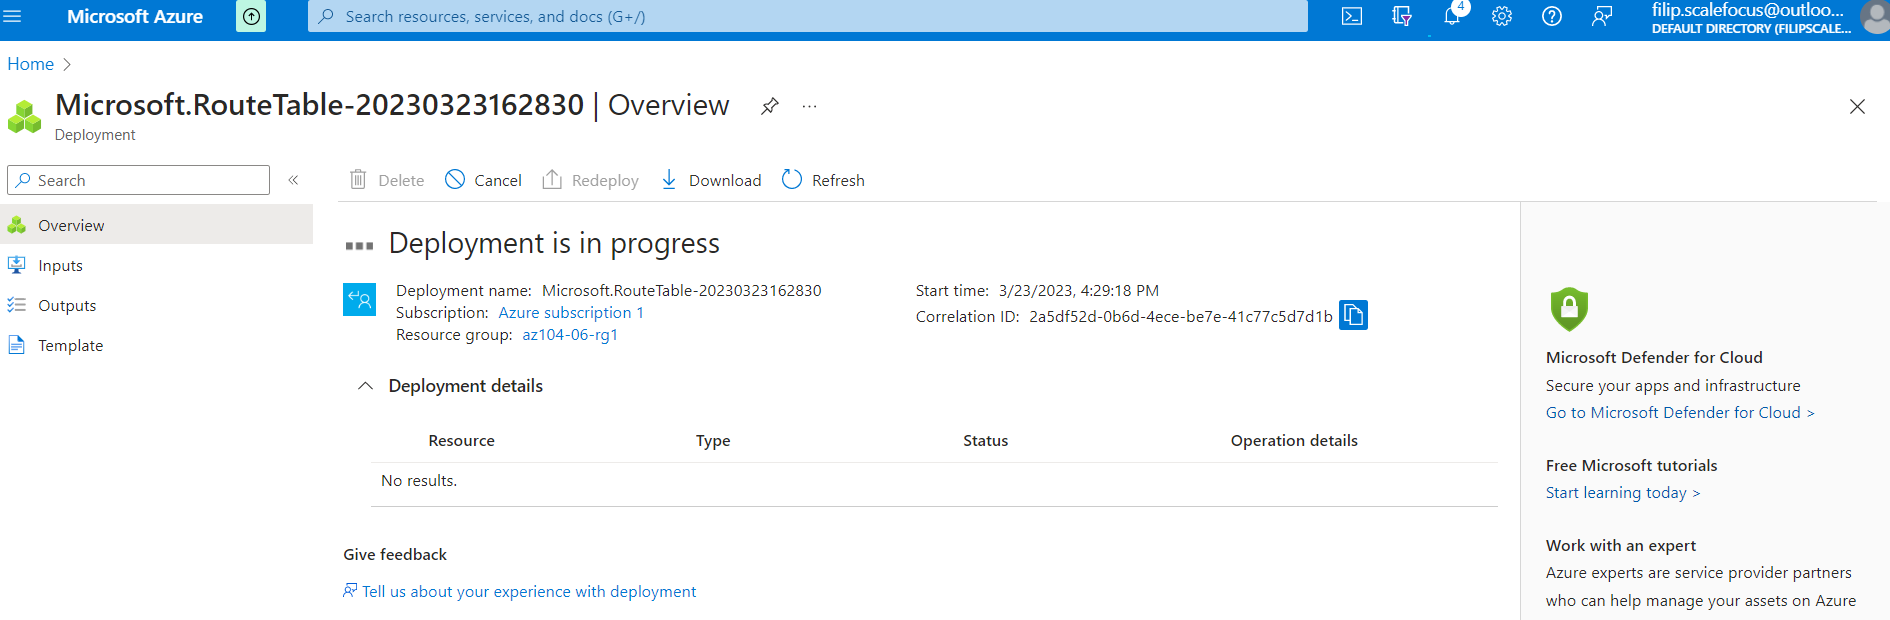 Microsoft Azure
Search resources, services, and docs (G+/)
4
filip.scalefocus@outloo...
DEFAULT DIRECTORY (FILIPSCALE...
Home >
Microsoft.RouteTable-20230323162830 | Overview
...
Deployment
Search
«
Delete
Cancel
Redeploy
Download
Refresh
Overview
Inputs
Outputs
Template
Deployment is in progress
Deployment name: Microsoft.RouteTable-20230323162830
Subscription: Azure subscription 1
Resource group: az104-06-rg1
Start time: 3/23/2023, 4:29:18 PM
Correlation ID: 2a5df52d-0b6d-4ece-be7e-41c77c5d7d1b
Deployment details
Resource Type Status Operation details
No results.
Give feedback
Tell us about your experience with deployment
Microsoft Defender for Cloud
Secure your apps and infrastructure
Go to Microsoft Defender for Cloud >
Free Microsoft tutorials
Start learning today >
Work with an expert
Azure experts are service provider partners
who can help manage your assets on Azure